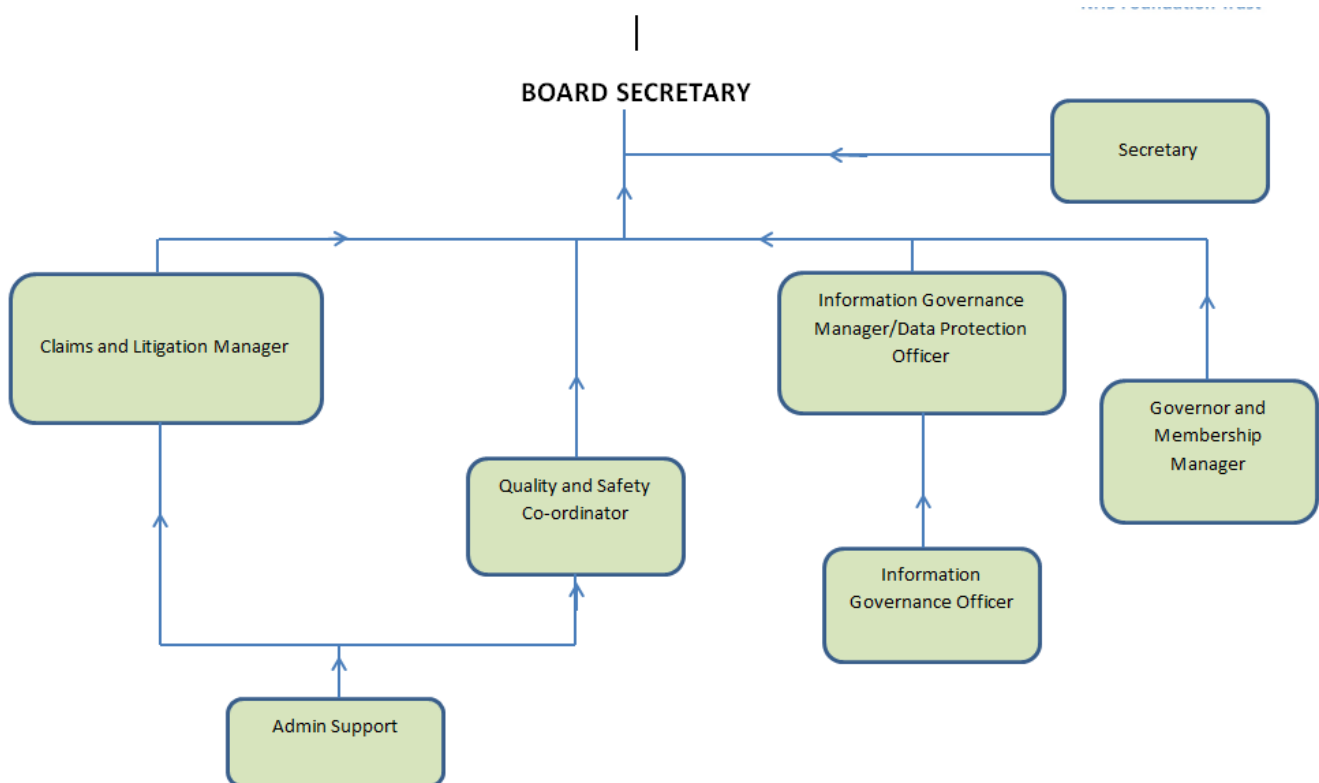 BOARD SECRETARY
Secretary
Claims and Litigation Manager
Information Governance
Manager/Data Protection
Officer
Governor and
Membership
Manager
Quality and Safety
Co-ordinator
Information
Governance Officer
Admin Support